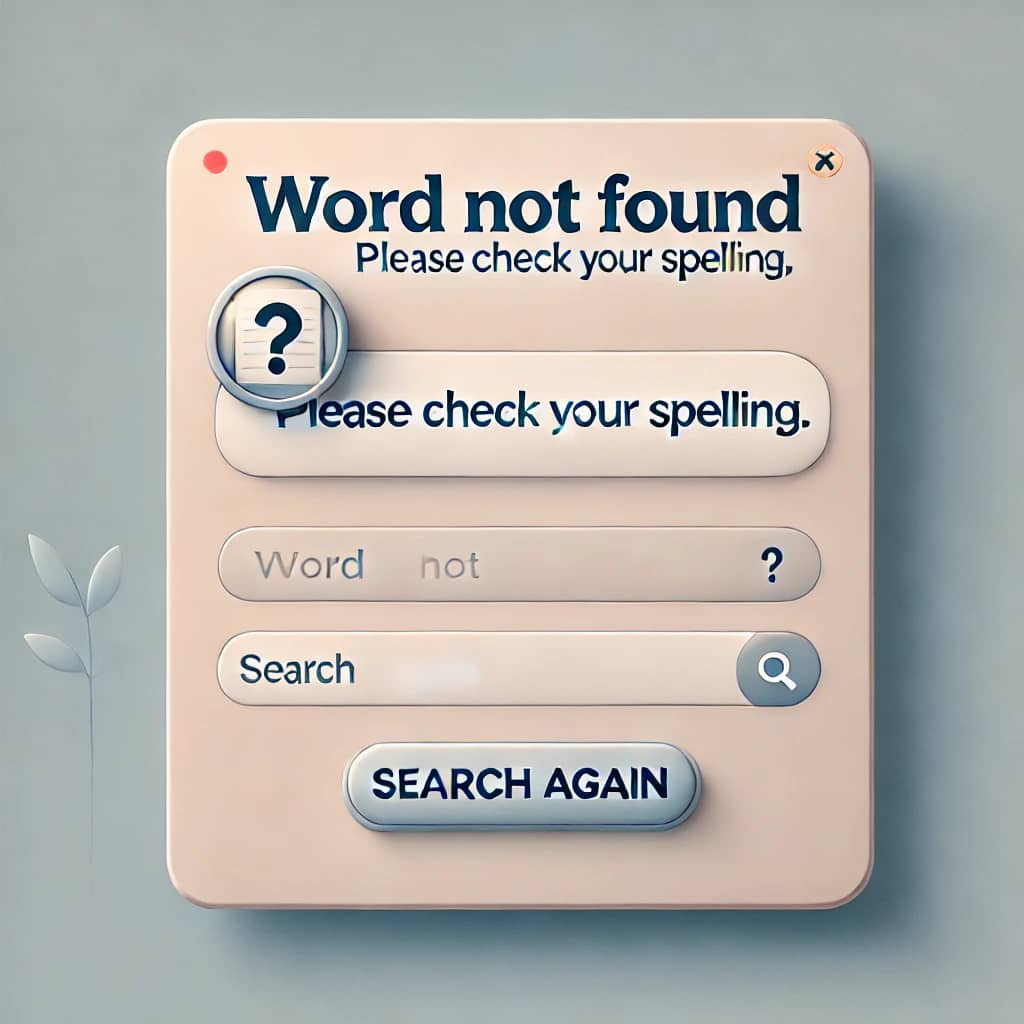 Word not found
Please check your spelling,
?
Please check your spelling.
Word not ?
Search
SEARCH AGAIN